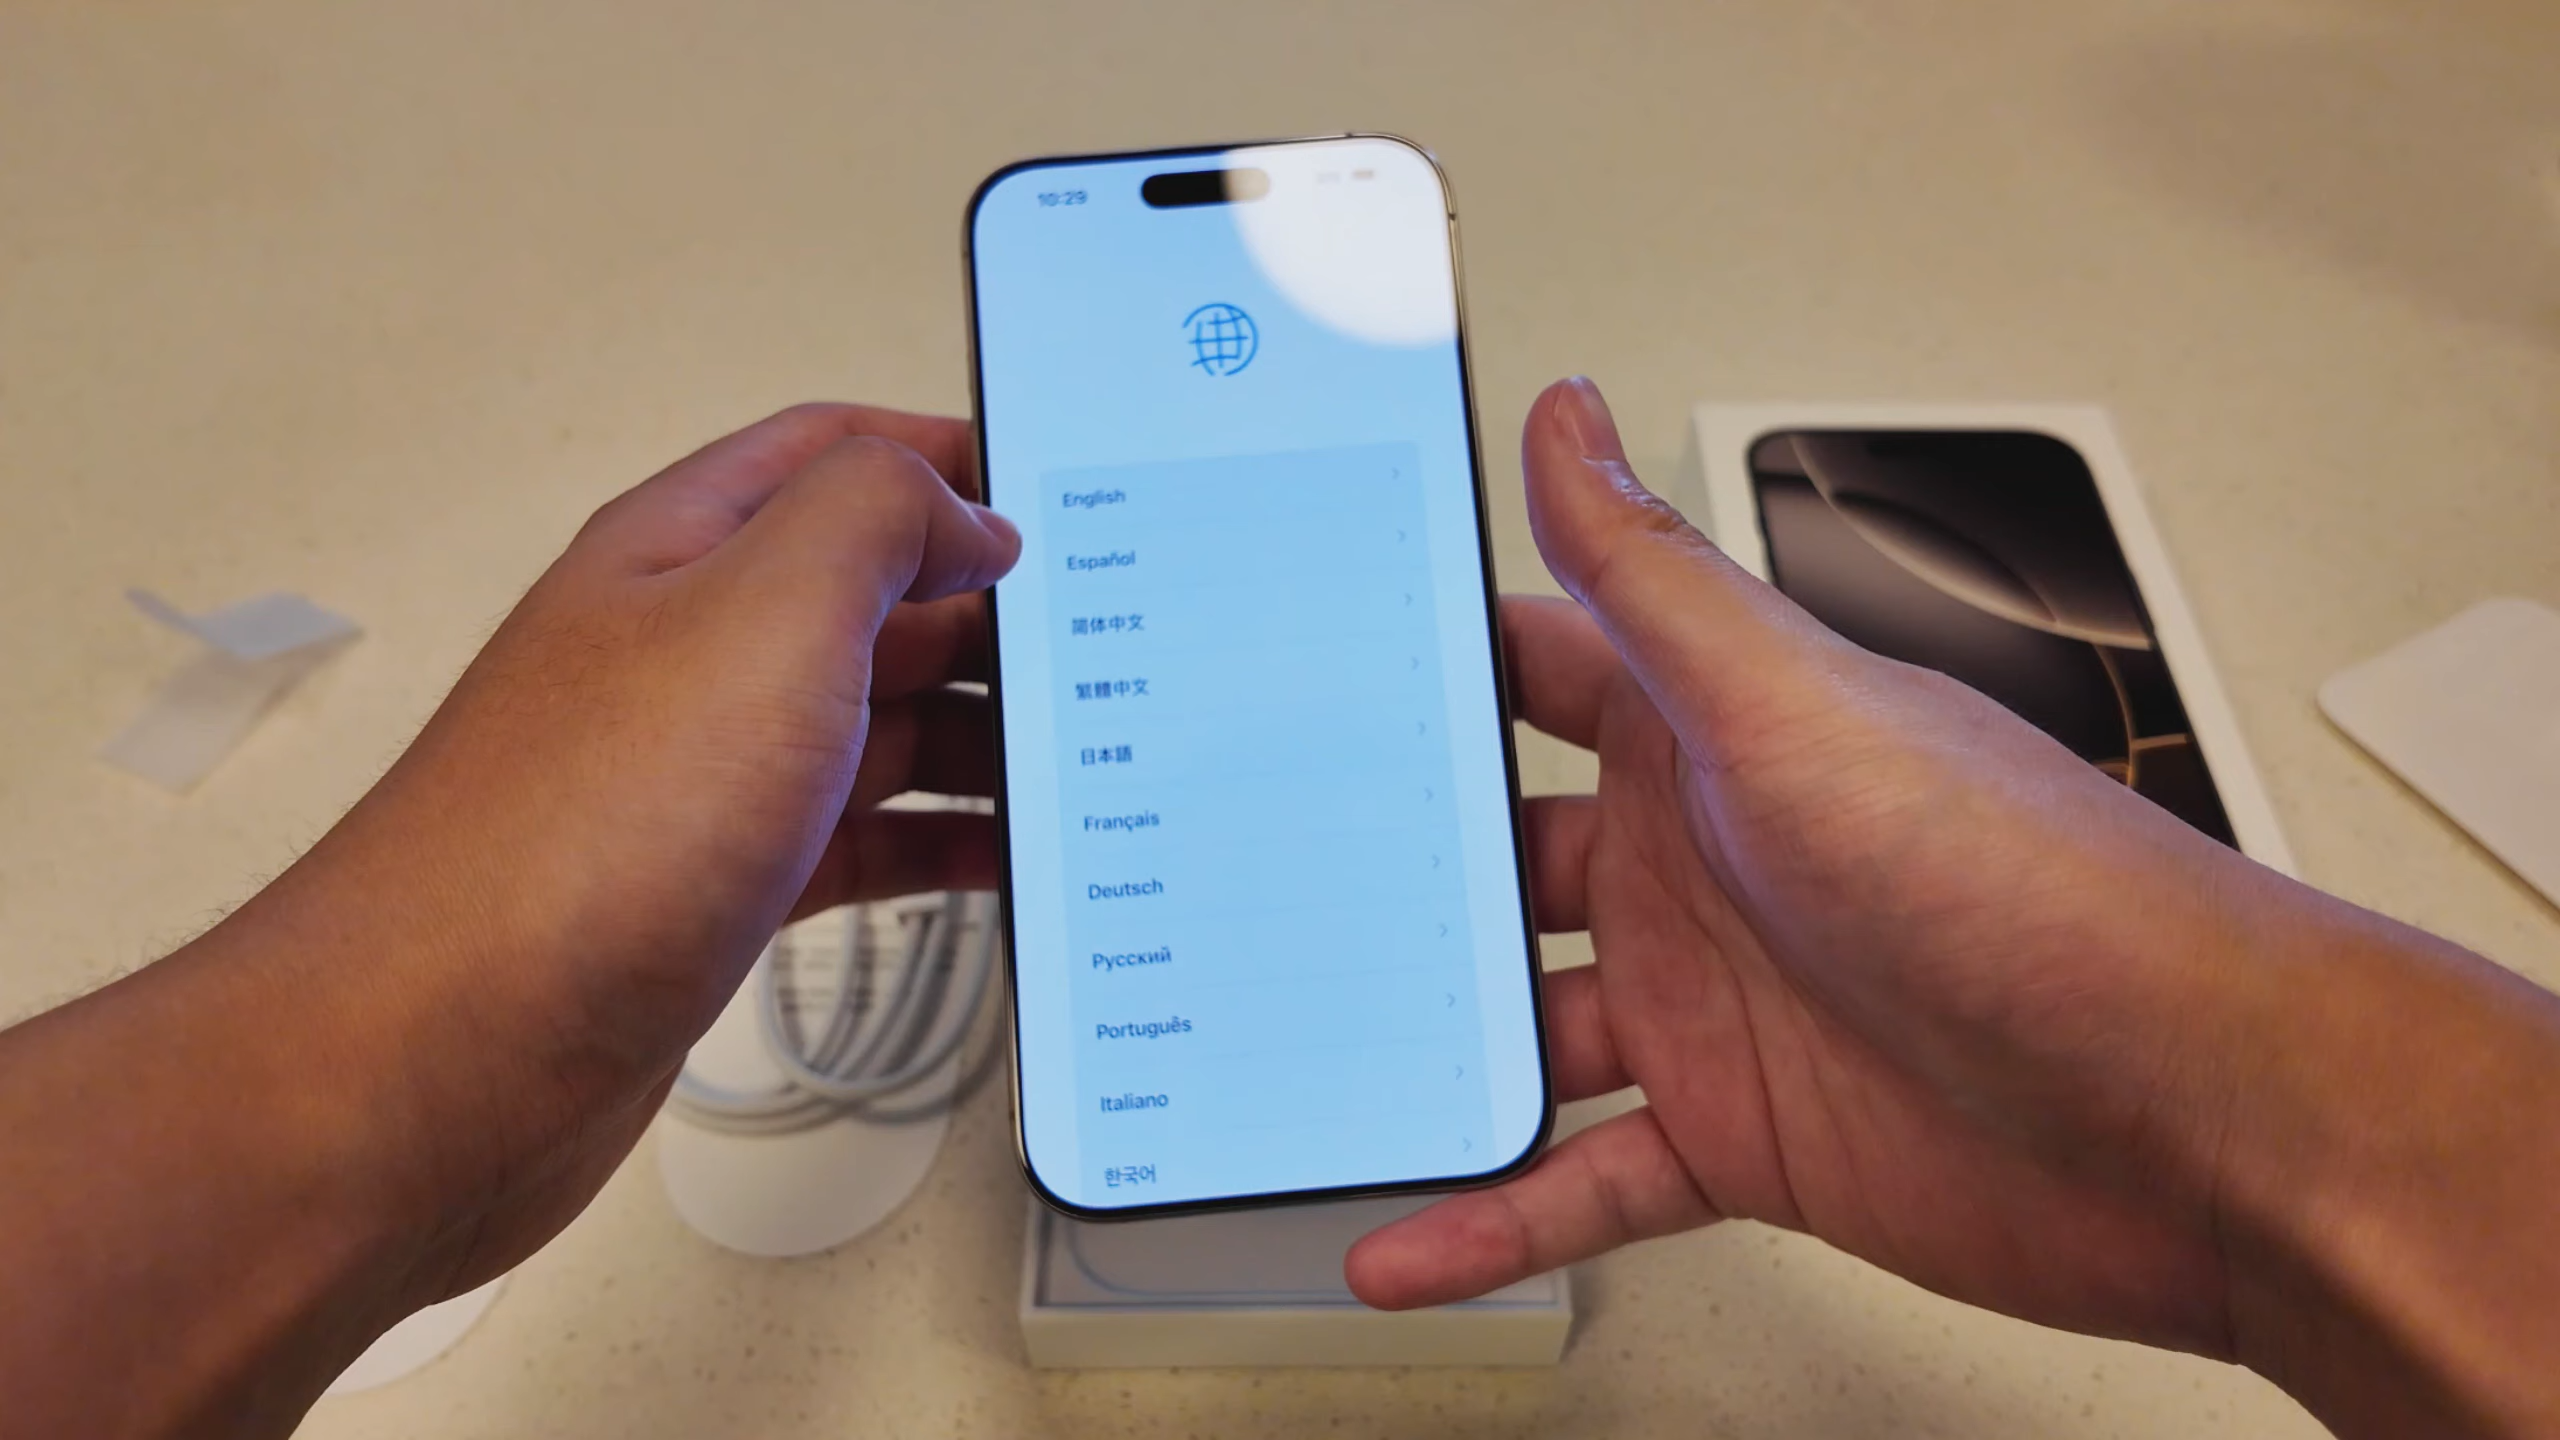 10:29
English
Español
简体中文
繁體中文
日本語
Français
Deutsch
Русский
Português
Italiano
한국어